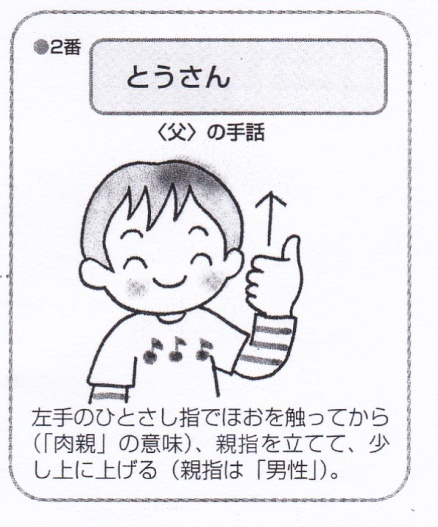 ●2番
とうさん
〈父〉の手話
左手のひとさし指でほおを触ってから
(「肉親」の意味)、親指を立てて、少
し上に上げる(親指は「男性」)。